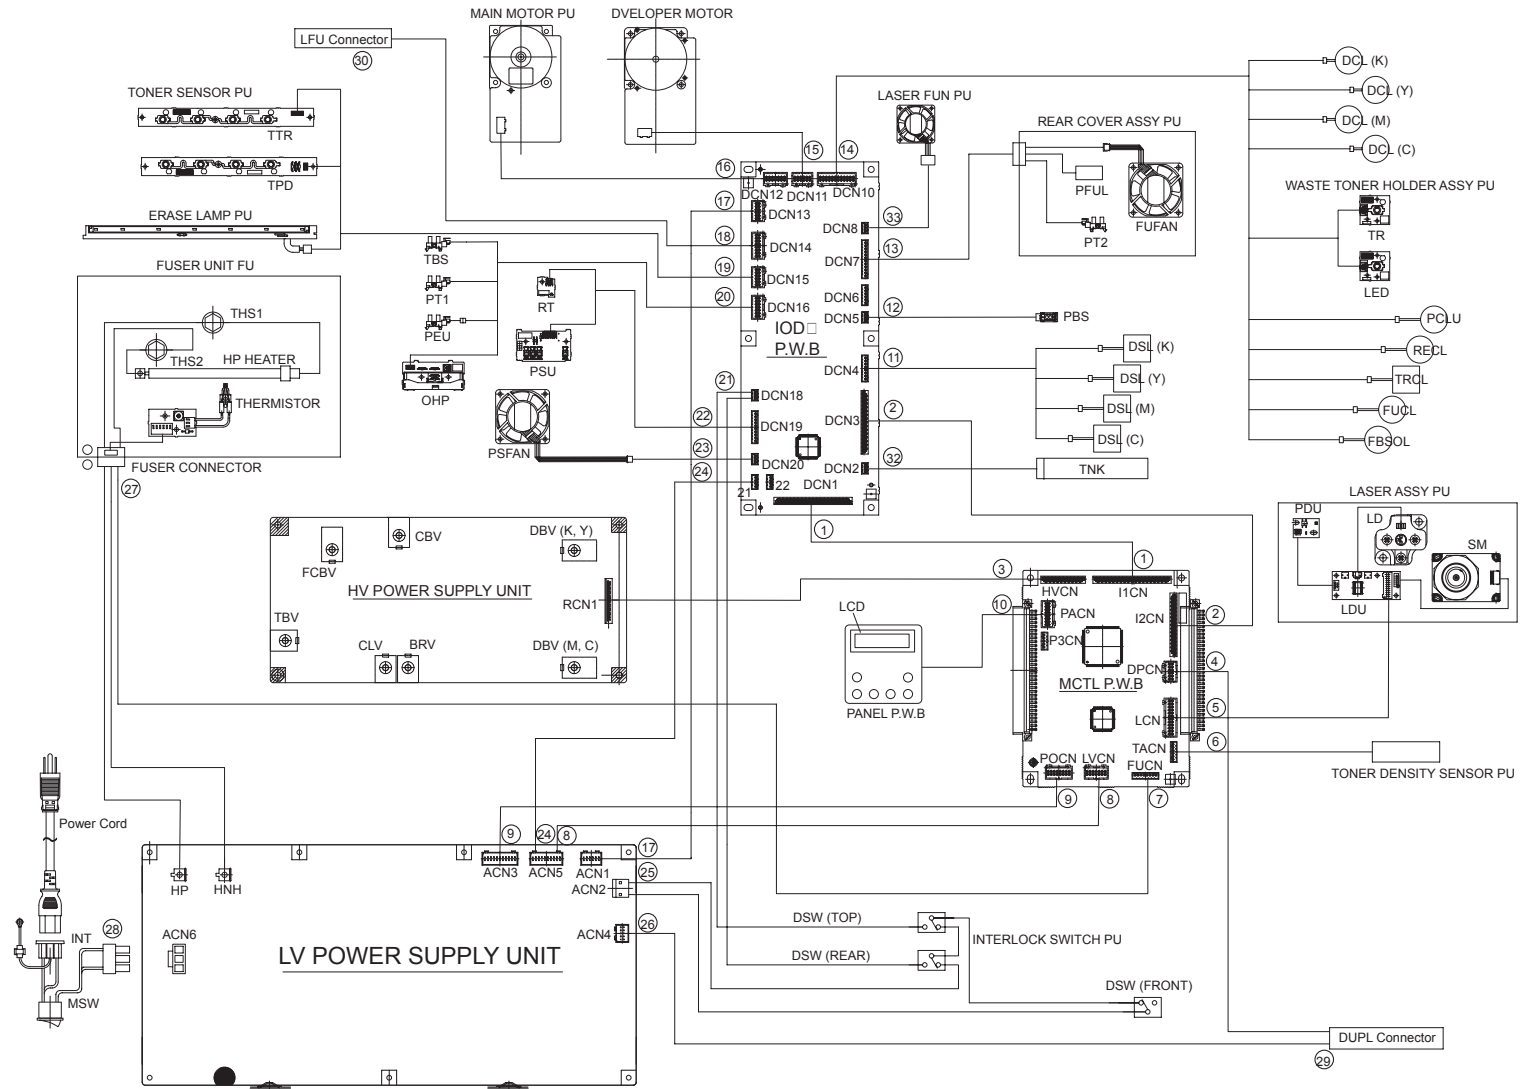 MAIN MOTOR PU
DVELOPER MOTOR
LFU Connector
30
TONER SENSOR PU
TTR
TPD
ERASE LAMP PU
FUSER UNIT FU
THS1
THS2
HP HEATER
THERMISTOR
FUSER CONNECTOR
27
TBS
PT1
PEU
OHP
RT
PSU
PSFAN
16
17
18
19
20
21
22
23
24
15
14
33
13
12
11
2
32
1
DCN12
DCN11
DCN10
DCN13
DCN14
DCN15
DCN16
DCN8
DCN7
DCN6
DCN5
DCN4
DCN3
DCN2
DCN1
DCN18
DCN19
DCN20
21
22
IOD□
P.W.B
LASER FUN PU
REAR COVER ASSY PU
PFUL
PT2
FUFAN
PBS
DSL (K)
DSL (Y)
DSL (M)
DSL (C)
TNK
DCL (K)
DCL (Y)
DCL (M)
DCL (C)
WASTE TONER HOLDER ASSY PU
TR
LED
PCLU
RECL
TRCL
FUCL
FBSOL
LASER ASSY PU
PDU
LD
SM
LDU
HV POWER SUPPLY UNIT
FCBV
CBV
DBV (K, Y)
RCN1
TBV
CLV
BRV
DBV (M, C)
LCD
PANEL P.W.B
3
1
10
2
4
5
6
HVCN
I1CN
PACN
I2CN
P3CN
DPCN
MCTL P.W.B
LCN
TACN
POCN
LVCN
FUCN
9
8
7
TONER DENSITY SENSOR PU
Power Cord
INT
28
MSW
HP
HNH
ACN6
LV POWER SUPPLY UNIT
9
24
8
17
25
26
ACN3
ACN5
ACN1
ACN2
ACN4
DSW (TOP)
DSW (REAR)
INTERLOCK SWITCH PU
DSW (FRONT)
DUPL Connector
29